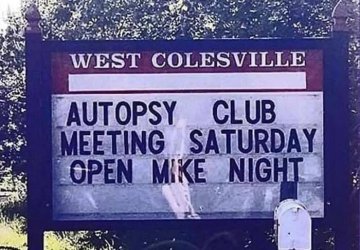 WEST COLESVILLE
AUTOPSY CLUB
MEETING SATURDAY
OPEN MIKE NIGHT